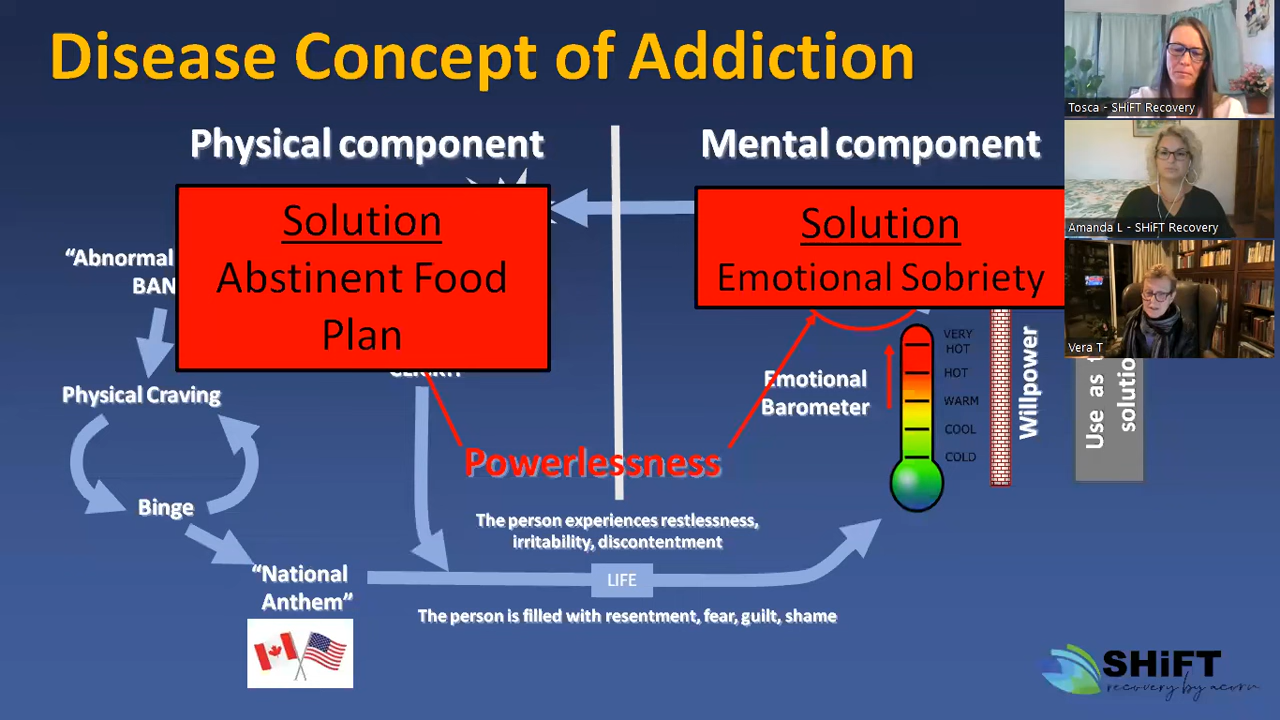 Disease Concept of Addiction
Physical component
Mental component
Solution
Abstinent Food
Plan
Solution
Emotional Sobriety
"Abnormal
BAN
Physical Craving
Binge
"National
Anthem"
Powerlessness
The person experiences restlessness,
irritability, discontentment
LIFE
The person is filled with resentment, fear, guilt, shame
Emotional
Barometer
VERY
HOT
HOT
WARM
COOL
COLD
Willpower
Use as
solutio
Tosca - SHiFT Recovery
Amanda L - SHiFT Recovery
Vera T
SHiFT
recovery by acorn